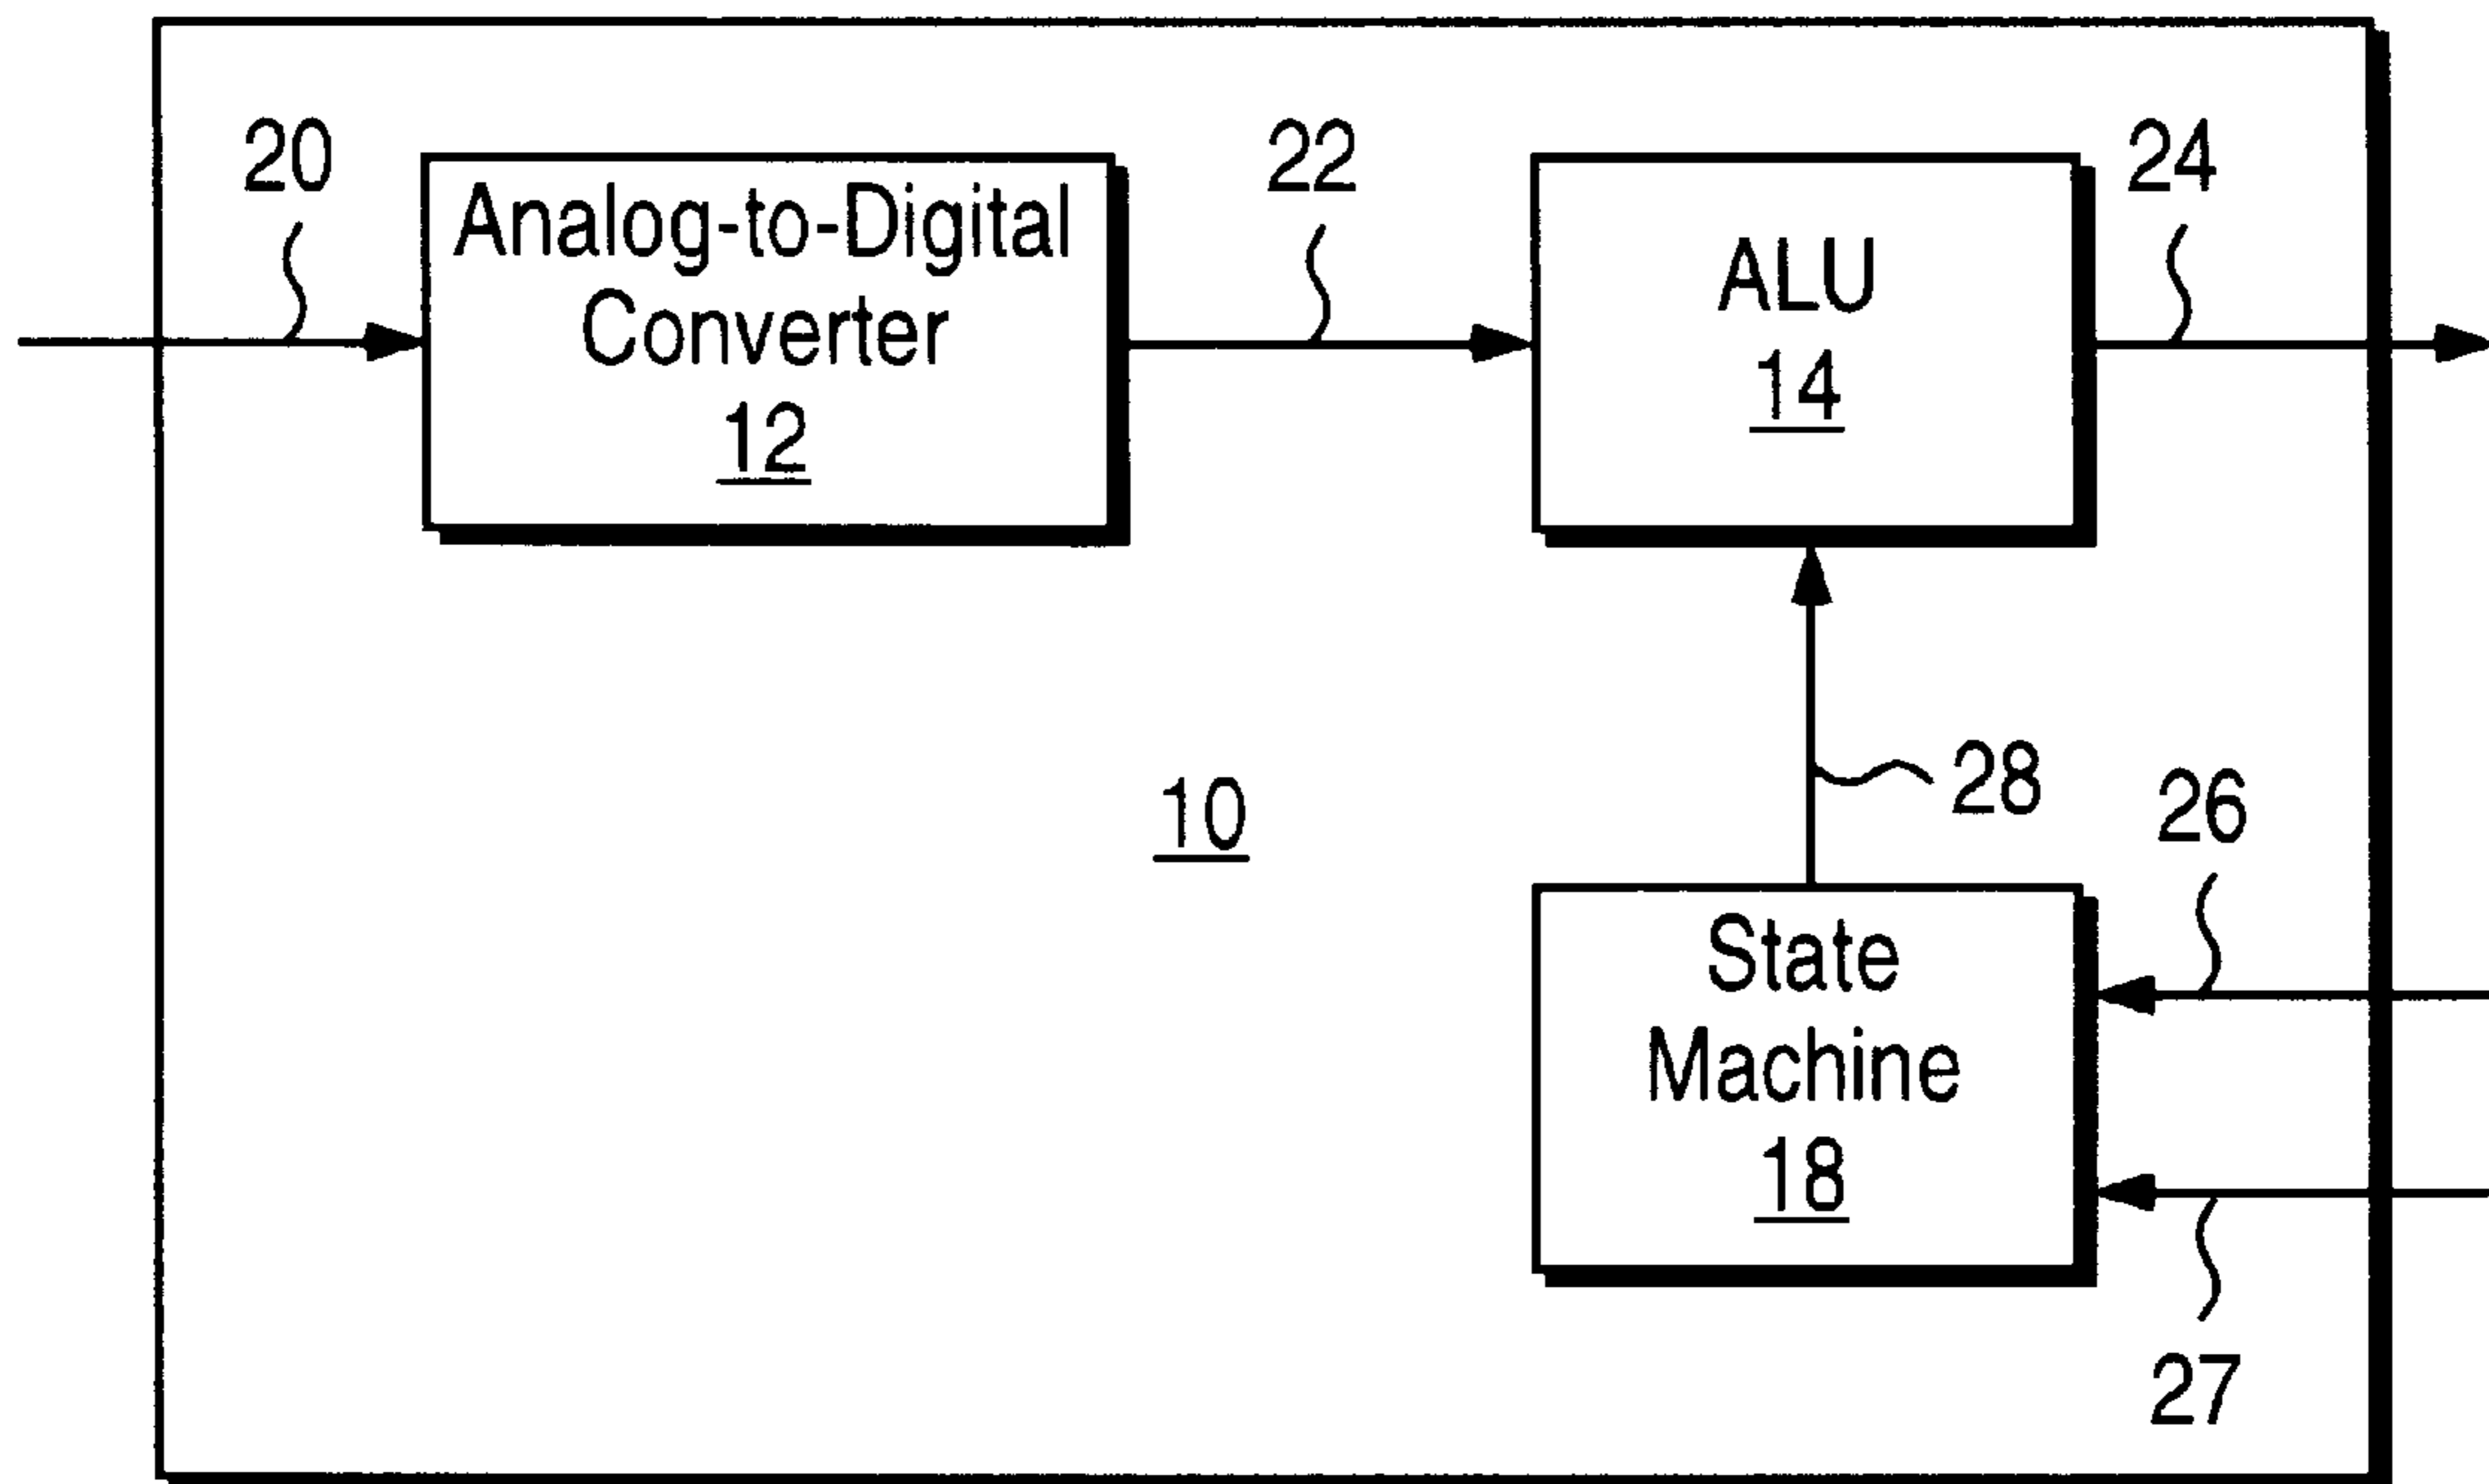 20
Analog-to-Digital
Converter
12
22
ALU
14
24
10
28
26
State
Machine
18
27